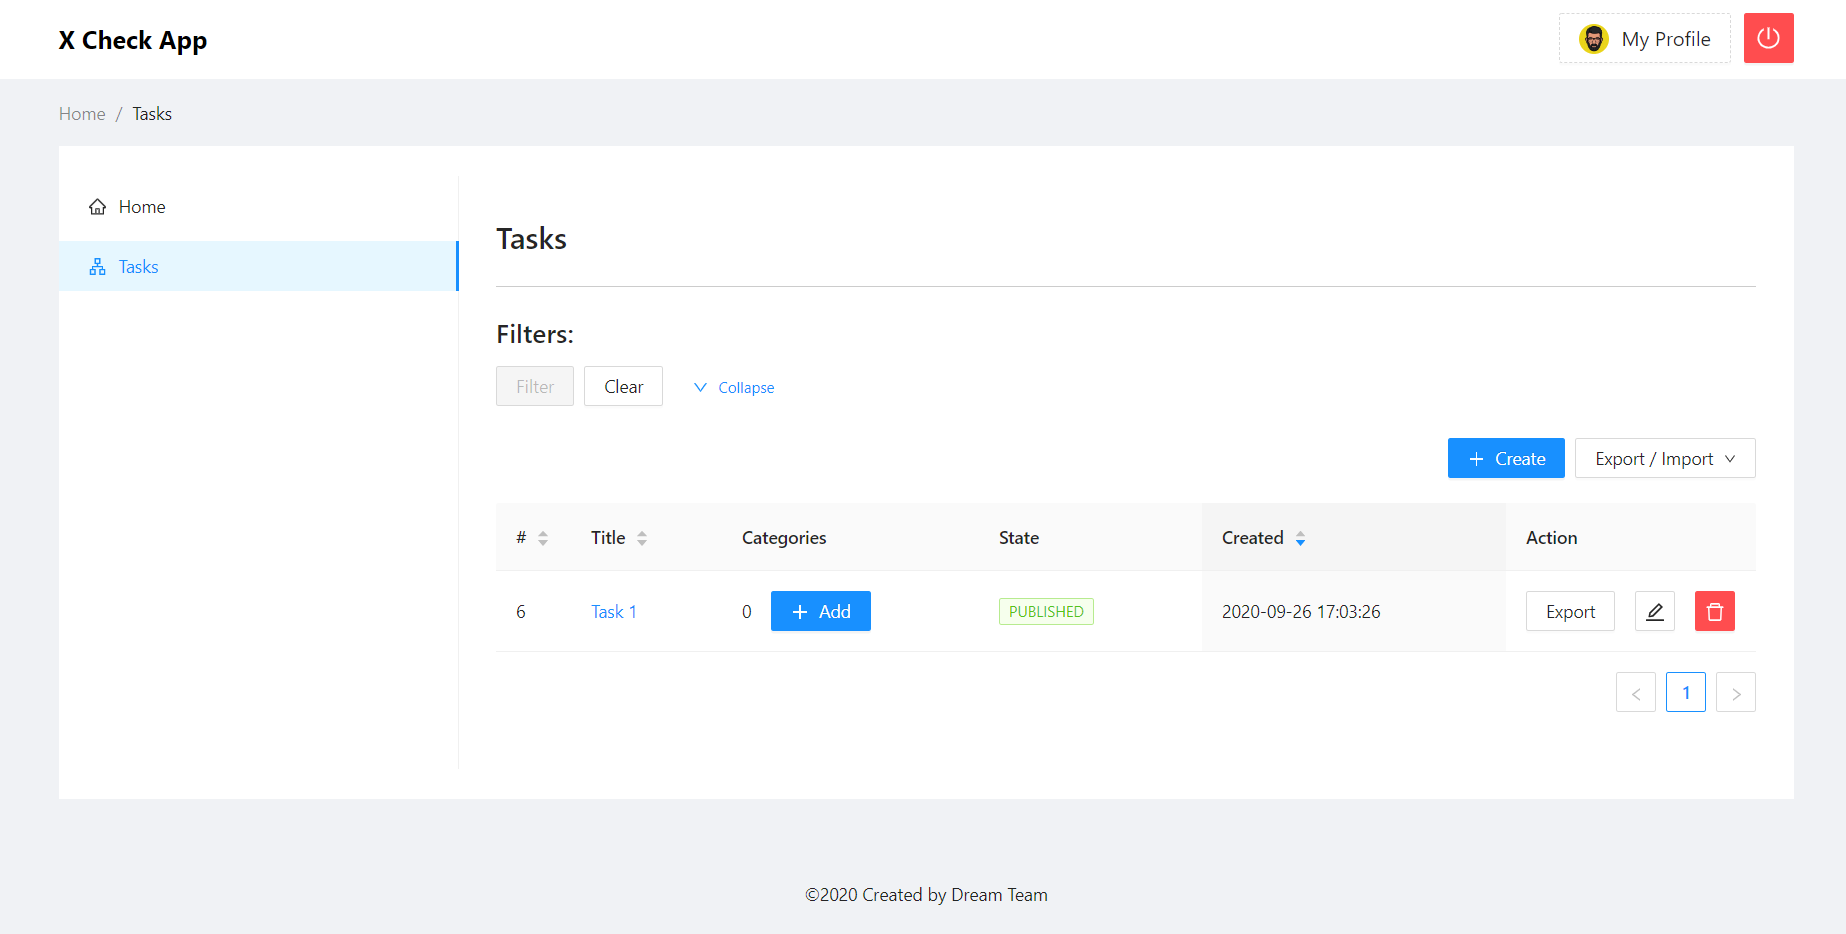 X Check App
My Profile
Home / Tasks
Home
Tasks
Tasks
Filters:
Filter Clear Collapse
+ Create Export / Import
# Title Categories State Created Action
6 Task 1 0 + Add PUBLISHED 2020-09-26 17:03:26 Export
< 1 >
©2020 Created by Dream Team